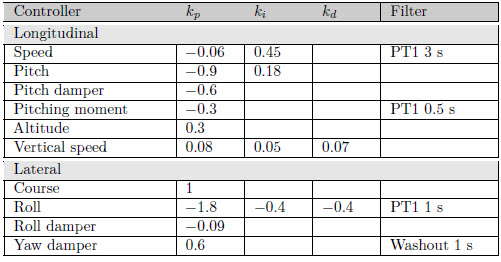 Controller kp ki kd Filter
Longitudinal
Speed −0.06 0.45 PT1 3 s
Pitch −0.9 0.18
Pitch damper −0.6
Pitching moment −0.3 PT1 0.5 s
Altitude 0.3
Vertical speed 0.08 0.05 0.07
Lateral
Course 1
Roll −1.8 −0.4 −0.4 PT1 1 s
Roll damper −0.09
Yaw damper 0.6 Washout 1 s